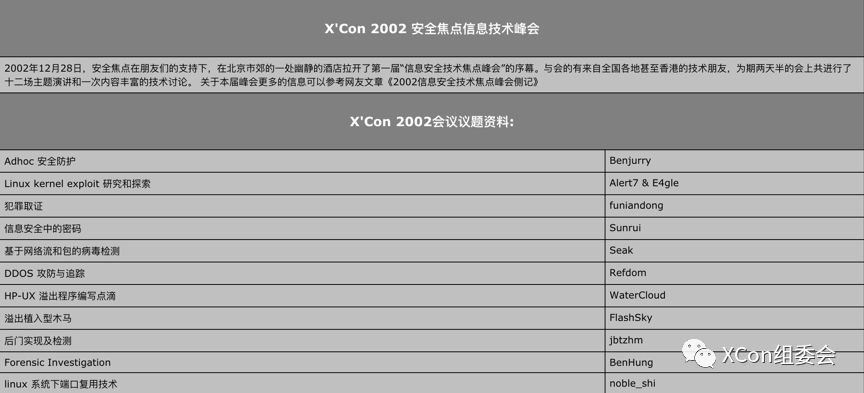 X'Con 2002 安全焦点信息技术峰会
2002年12月28日，安全焦点在朋友们的支持下，在北京市郊的一处幽静的酒店拉开了第一届“信息安全技术焦点峰会”的序幕。与会的有来自全国各地甚至香港的技术朋友，为期两天半的会上共进行了
十二场主题演讲和一次内容丰富的技术讨论。 关于本届峰会更多的信息可以参考网友文章《2002信息安全技术焦点峰会侧记》
X'Con 2002会议议题资料:
Adhoc 安全防护 Benjurry
Linux kernel exploit 研究和探索 Alert7 & E4gle
犯罪取证 funiandong
信息安全中的密码 Sunrui
基于网络流和包的病毒检测 Seak
DDOS 攻防与追踪 Refdom
HP-UX 溢出程序编写点滴 WaterCloud
溢出植入型木马 FlashSky
后门实现及检测 jbtzhm
Forensic Investigation BenHung
linux 系统下端口复用技术 noble_shi
XCon组委会